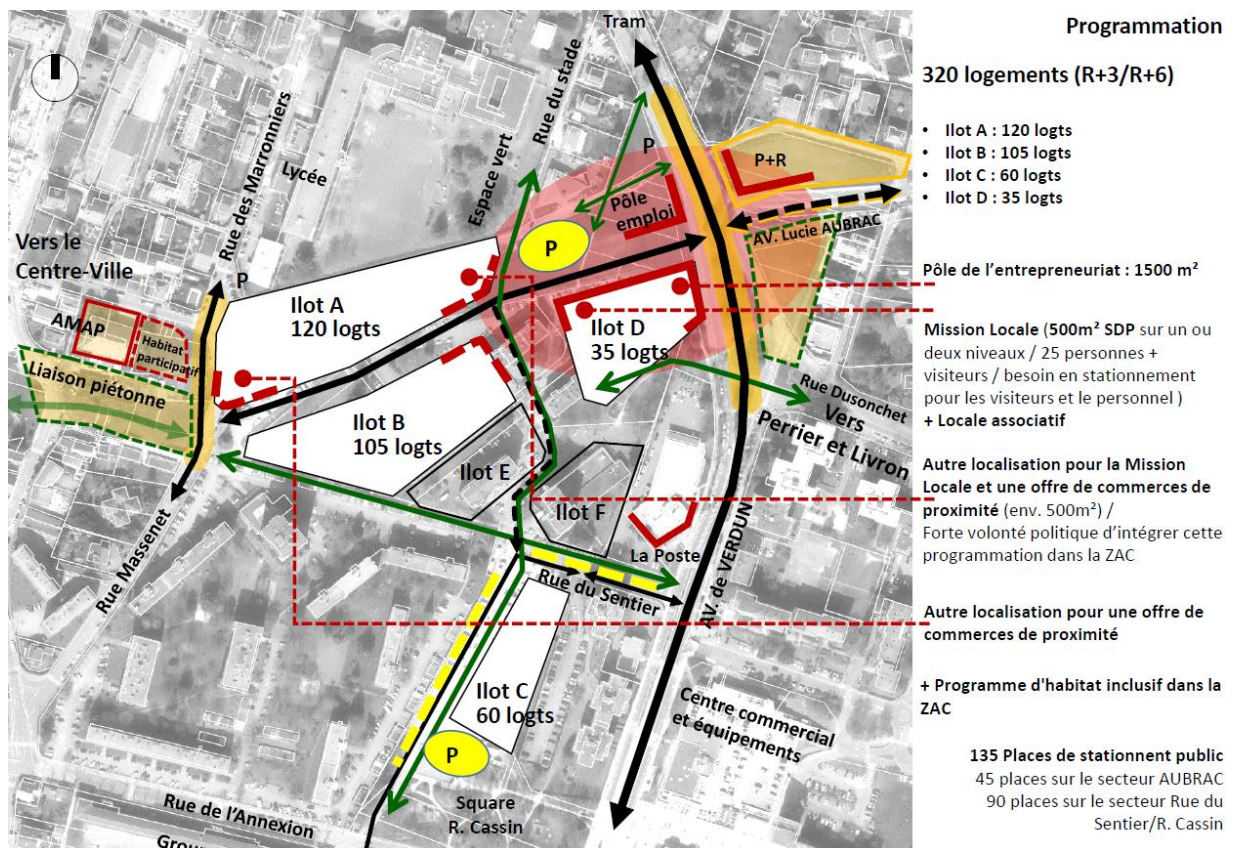 Tram
Rue du stade
Espace vert
Rue des Marronniers
Lycée
P
P+R
Pôle
emploi
P
AV. Lucie AUBRAC
Vers le
Centre-Ville
P
Ilot A
120 logts
AMAP
Habitat
participatif
Ilot D
35 logts
Liaison piétonne
Rue Dusonchet
Vers
Perrier et Livron
Ilot B
105 logts
Ilot E
Ilot F
La Poste
Rue Massenet
Rue du Sentier
AV. de VERDUN
Ilot C
60 logts
Centre commercial
et équipements
P
Rue de l'Annexion
Square
R. Cassin
Grou
Programmation
320 logements (R+3/R+6)
• Ilot A : 120 logts
• Ilot B : 105 logts
• Ilot C : 60 logts
• Ilot D : 35 logts
Pôle de l'entrepreneuriat : 1500 m²
Mission Locale (500m² SDP sur un ou
deux niveaux / 25 personnes +
visiteurs / besoin en stationnement
pour les visiteurs et le personnel )
+ Locale associatif
Autre localisation pour la Mission
Locale et une offre de commerces de
proximité (env. 500m²) /
Forte volonté politique d'intégrer cette
programmation dans la ZAC
Autre localisation pour une offre de
commerces de proximité
+ Programme d'habitat inclusif dans la
ZAC
135 Places de stationnent public
45 places sur le secteur AUBRAC
90 places sur le secteur Rue du
Sentier/R. Cassin